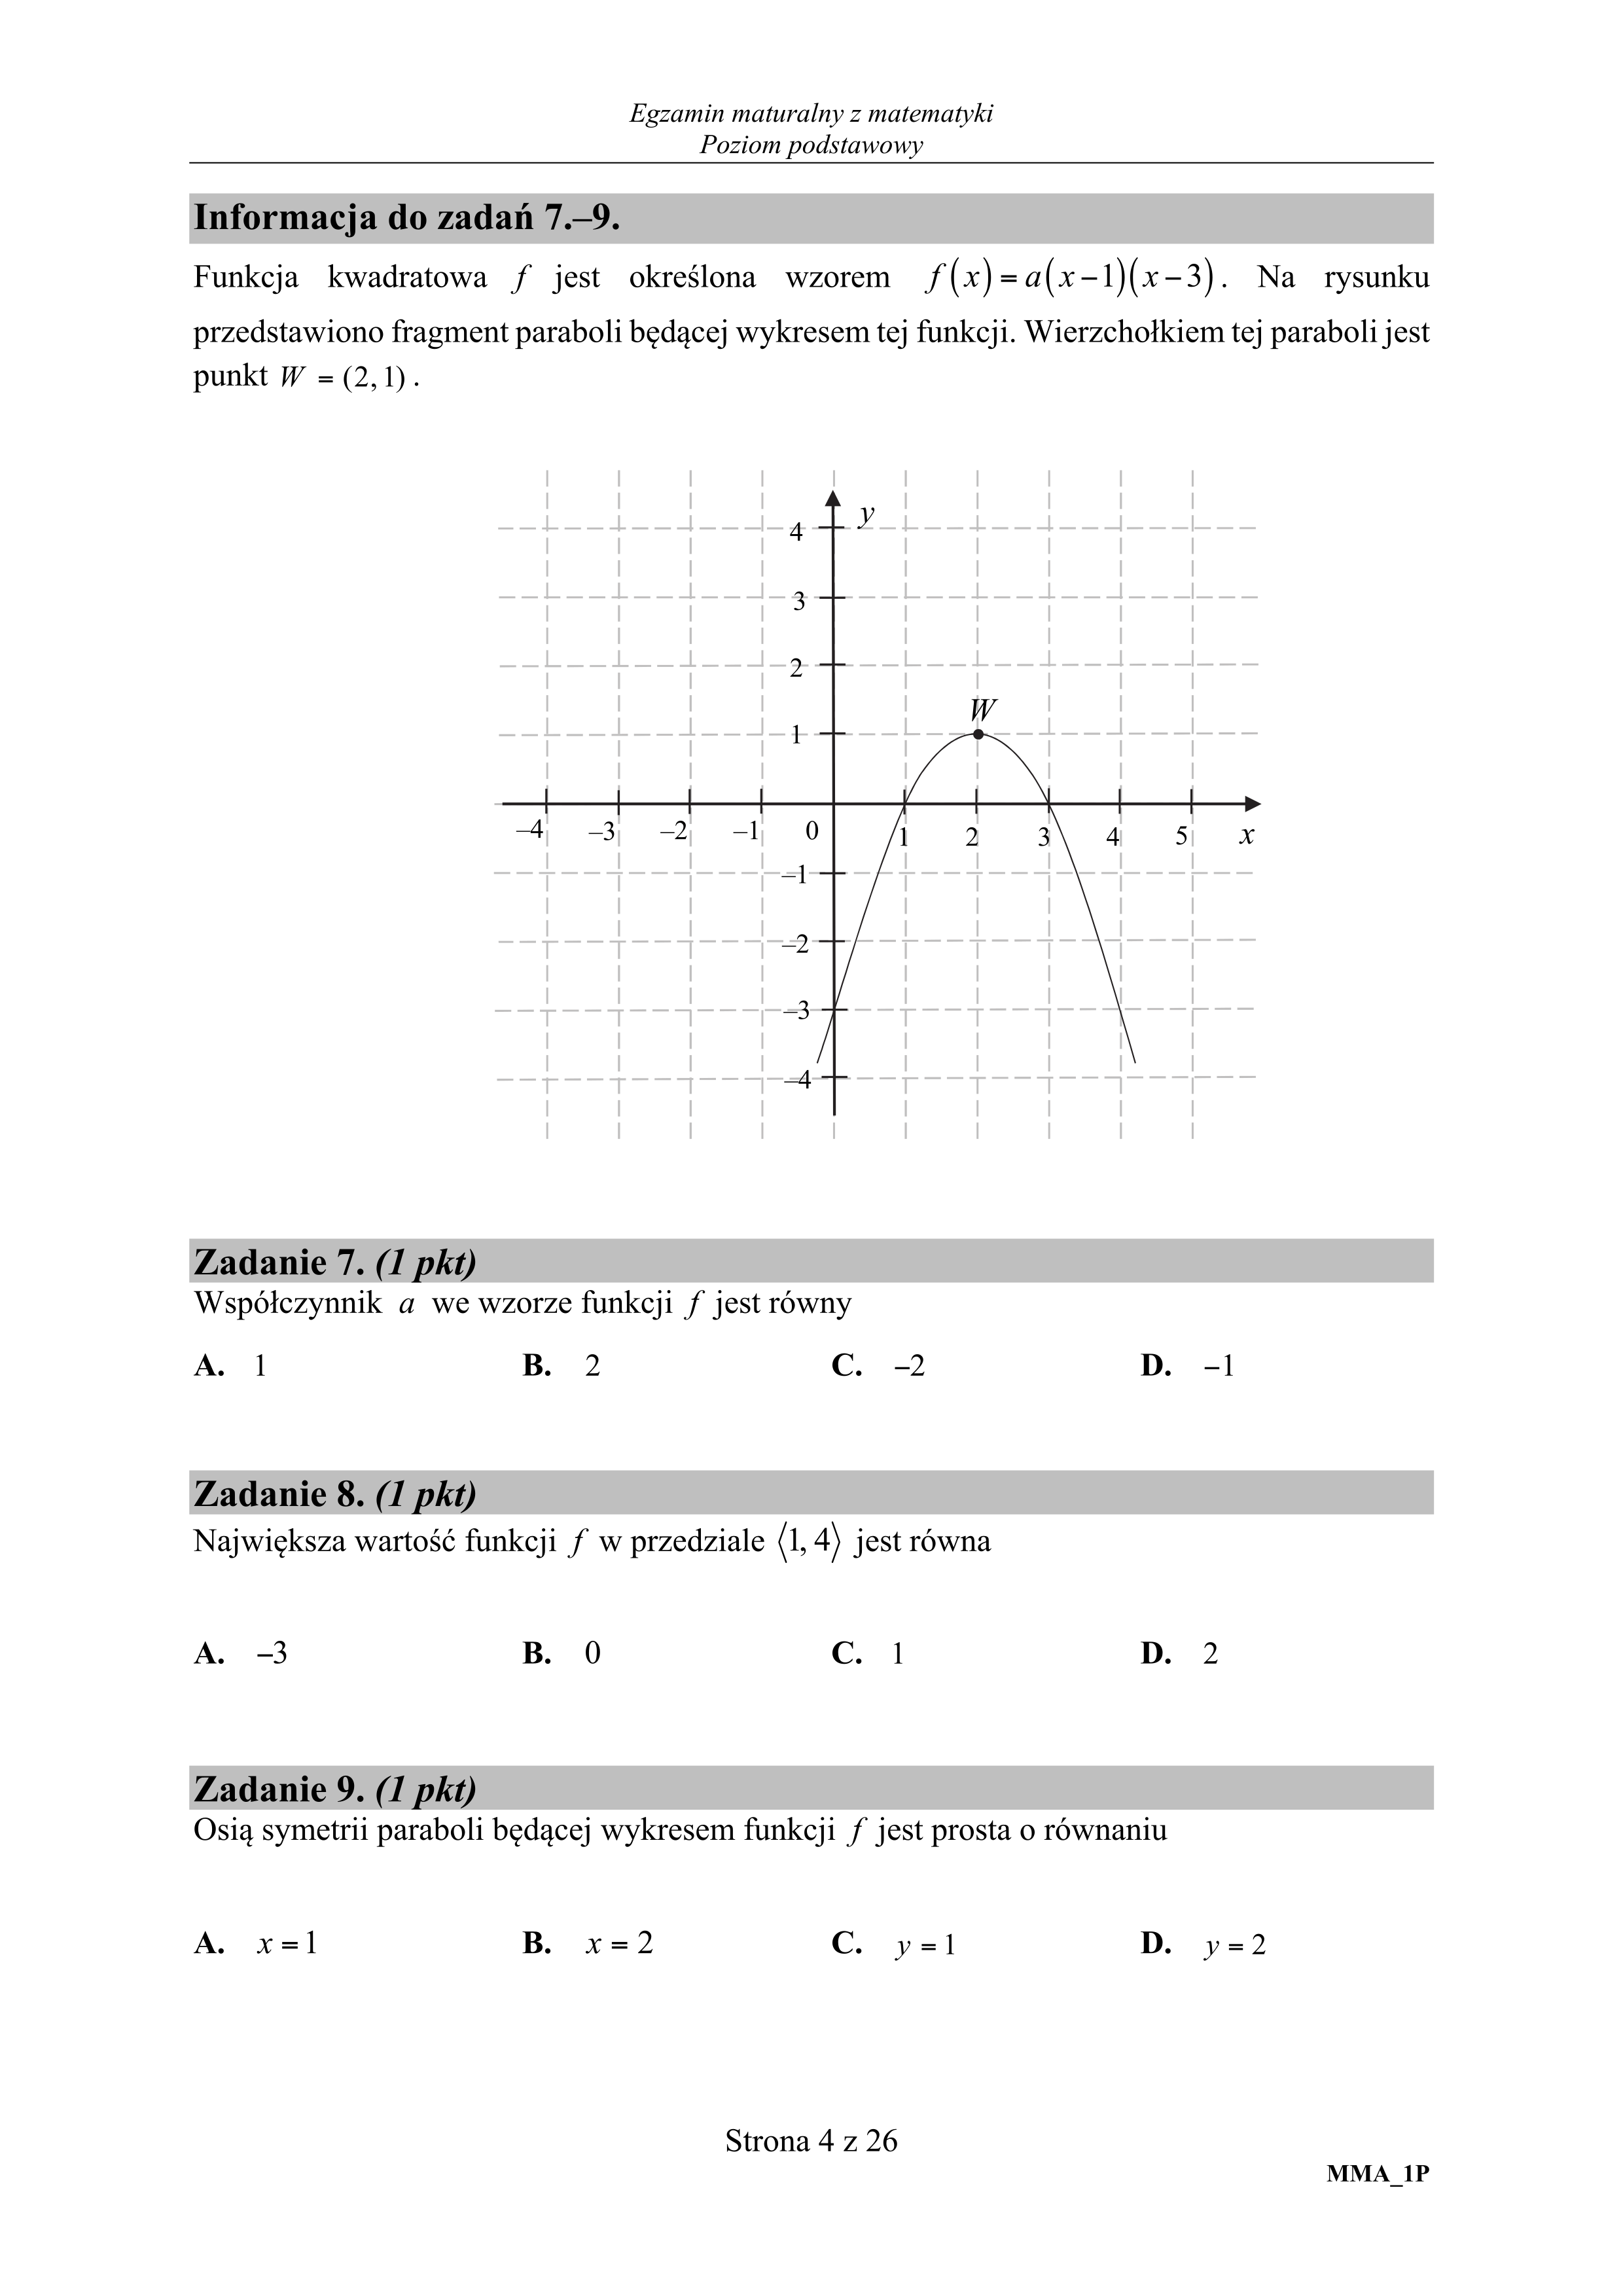 Egzamin maturalny z matematyki
Poziom podstawowy
Informacja do zadań 7.–9.
Funkcja kwadratowa f jest określona wzorem f(x)=a(x−1)(x−3). Na rysunku
przedstawiono fragment paraboli będącej wykresem tej funkcji. Wierzchołkiem tej paraboli jest
punkt W = (2,1).
y
4
3
2
W
1
–4 –3 –2 –1 0 1 2 3 4 5 x
–1
–2
–3
–4
Zadanie 7. (1 pkt)
Współczynnik a we wzorze funkcji f jest równy
A. 1 B. 2 C. −2 D. −1
Zadanie 8. (1 pkt)
Największa wartość funkcji f w przedziale ⟨1, 4⟩ jest równa
A. −3 B. 0 C. 1 D. 2
Zadanie 9. (1 pkt)
Osią symetrii paraboli będącej wykresem funkcji f jest prosta o równaniu
A. x = 1 B. x = 2 C. y = 1 D. y = 2
Strona 4 z 26
MMA_1P